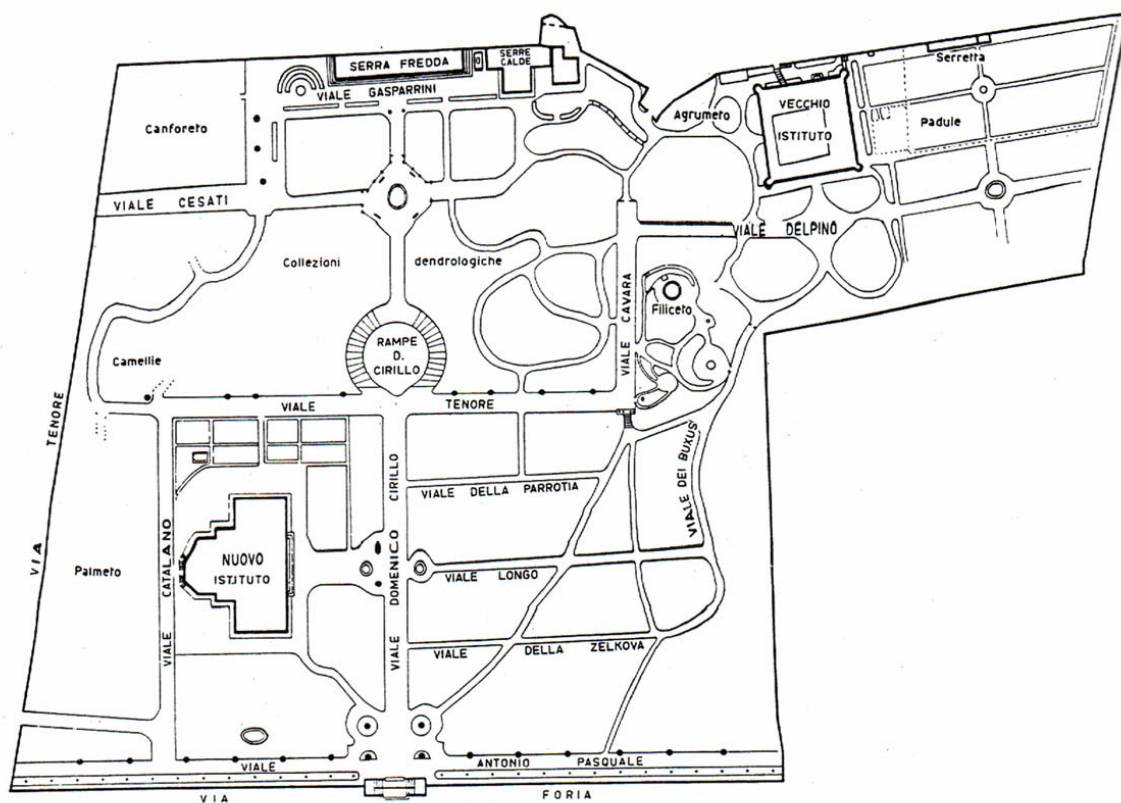 SERRA FREDDA
SERRE
CALDE
VIALE GASPARRINI
Canforeto
Agrumeto
VECCHIO
ISTITUTO
Serretta
Padule
VIALE CESATI
VIALE DELPINO
Collezioni dendrologiche
VIALE CAVARA
Filiceto
RAMPE
D.
CIRILLO
Camellie
VIALE TENORE
VIA TENORE
VIALE DELLA PARROTIA
VIALE DEI BUXUS
VIALE CATALANO
NUOVO
ISTITUTO
Palmeto
VIALE DOMENICO CIRILLO
VIALE LONGO
VIALE DELLA ZELKOVA
VIALE ANTONIO PASQUALE
VIA FORIA